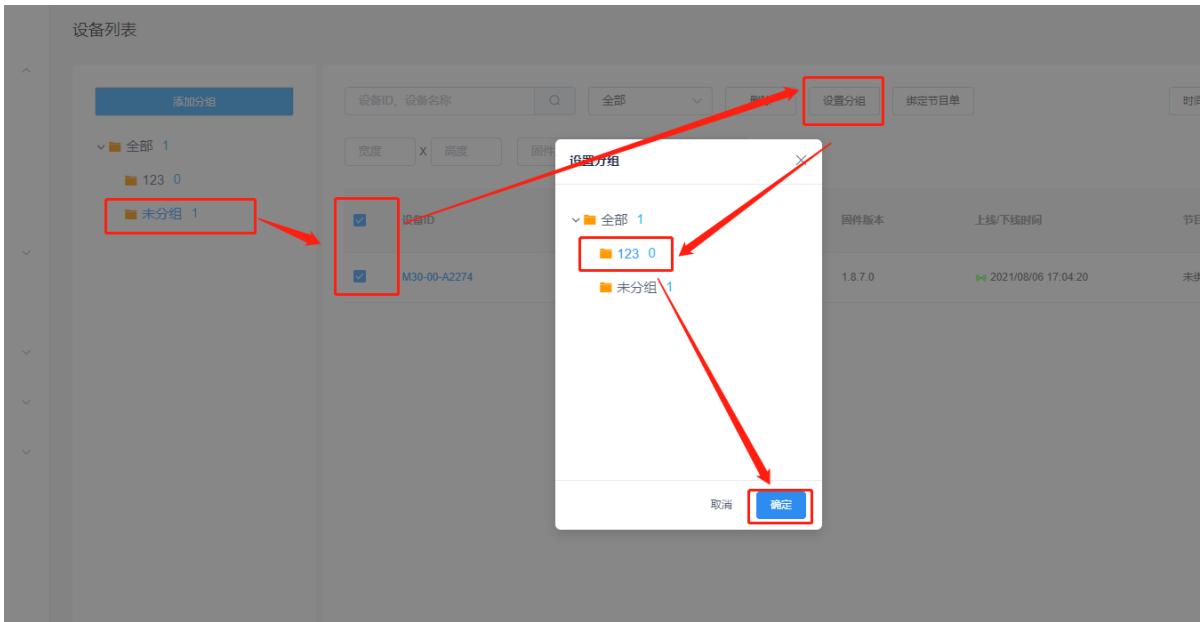 设备列表
添加分组
全部 1
123 0
未分组 1
设备ID, 设备名称
全部
删除
设置分组
绑定节目单
宽度
X
高度
固件
设备ID
固件版本
上线/下线时间
M30-00-A2274
1.8.7.0
2021/08/06 17:04:20
设置分组
全部 1
123 0
未分组 1
取消
确定